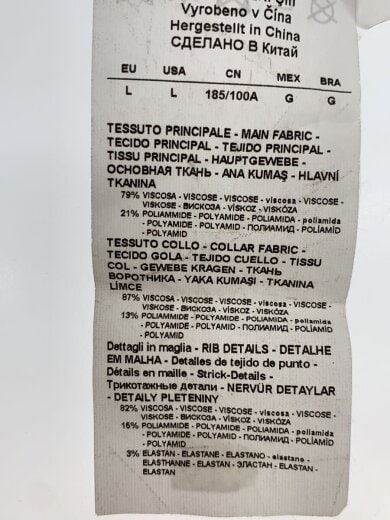 Vyrobeno v Čína
Hergestellt in China
СДЕЛАНО В Китай
EU USA CN MEX BRA
L L 185/100A G G
TESSUTO PRINCIPALE - MAIN FABRIC -
TECIDO PRINCIPAL - TEJIDO PRINCIPAL -
TISSU PRINCIPAL - HAUPTGEWEBE -
ОСНОВНАЯ ТКАНЬ - ANA KUMAŞ - HLAVNÍ
TKANINA
79% VISCOSA - VISCOSE - VISCOSE - viscosa - VISCOSE -
VISKOSE - ВИСКОЗА - VİSKOZ - VISKÓZA
21% POLIAMMIDE - POLYAMIDE - POLIAMIDA - poliamida
- POLYAMIDE - POLYAMID - ПОЛИАМИД - POLİAMİD
- POLYAMID
TESSUTO COLLO - COLLAR FABRIC -
TECIDO GOLA - TEJIDO CUELLO - TISSU
COL - GEWEBE KRAGEN - ТКАНЬ
ВОРОТНИКА - YAKA KUMAŞI - TKANINA
LÍMCE
87% VISCOSA - VISCOSE - VISCOSE - viscosa - VISCOSE -
VISKOSE - ВИСКОЗА - VİSKOZ - VISKÓZA
13% POLIAMMIDE - POLYAMIDE - POLIAMIDA - poliamida
- POLYAMIDE - POLYAMID - ПОЛИАМИД - POLİAMİD
- POLYAMID
Dettagli in maglia - RIB DETAILS - DETALHE
EM MALHA - Detalles de tejido de punto -
Détails en maille - Strick-Details -
Трикотажные детали - NERVÜR DETAYLAR
- DETAILY PLETENINY
82% VISCOSA - VISCOSE - VISCOSE - viscosa - VISCOSE -
VISKOSE - ВИСКОЗА - VİSKOZ - VISKÓZA
15% POLIAMMIDE - POLYAMIDE - POLIAMIDA - poliamida
- POLYAMIDE - POLYAMID - ПОЛИАМИД - POLİAMİD
- POLYAMID
3% ELASTAN - ELASTANE - ELASTANO - elastano -
ELASTHANNE - ELASTAN - ЭЛАСТАН - ELASTAN -
ELASTAN